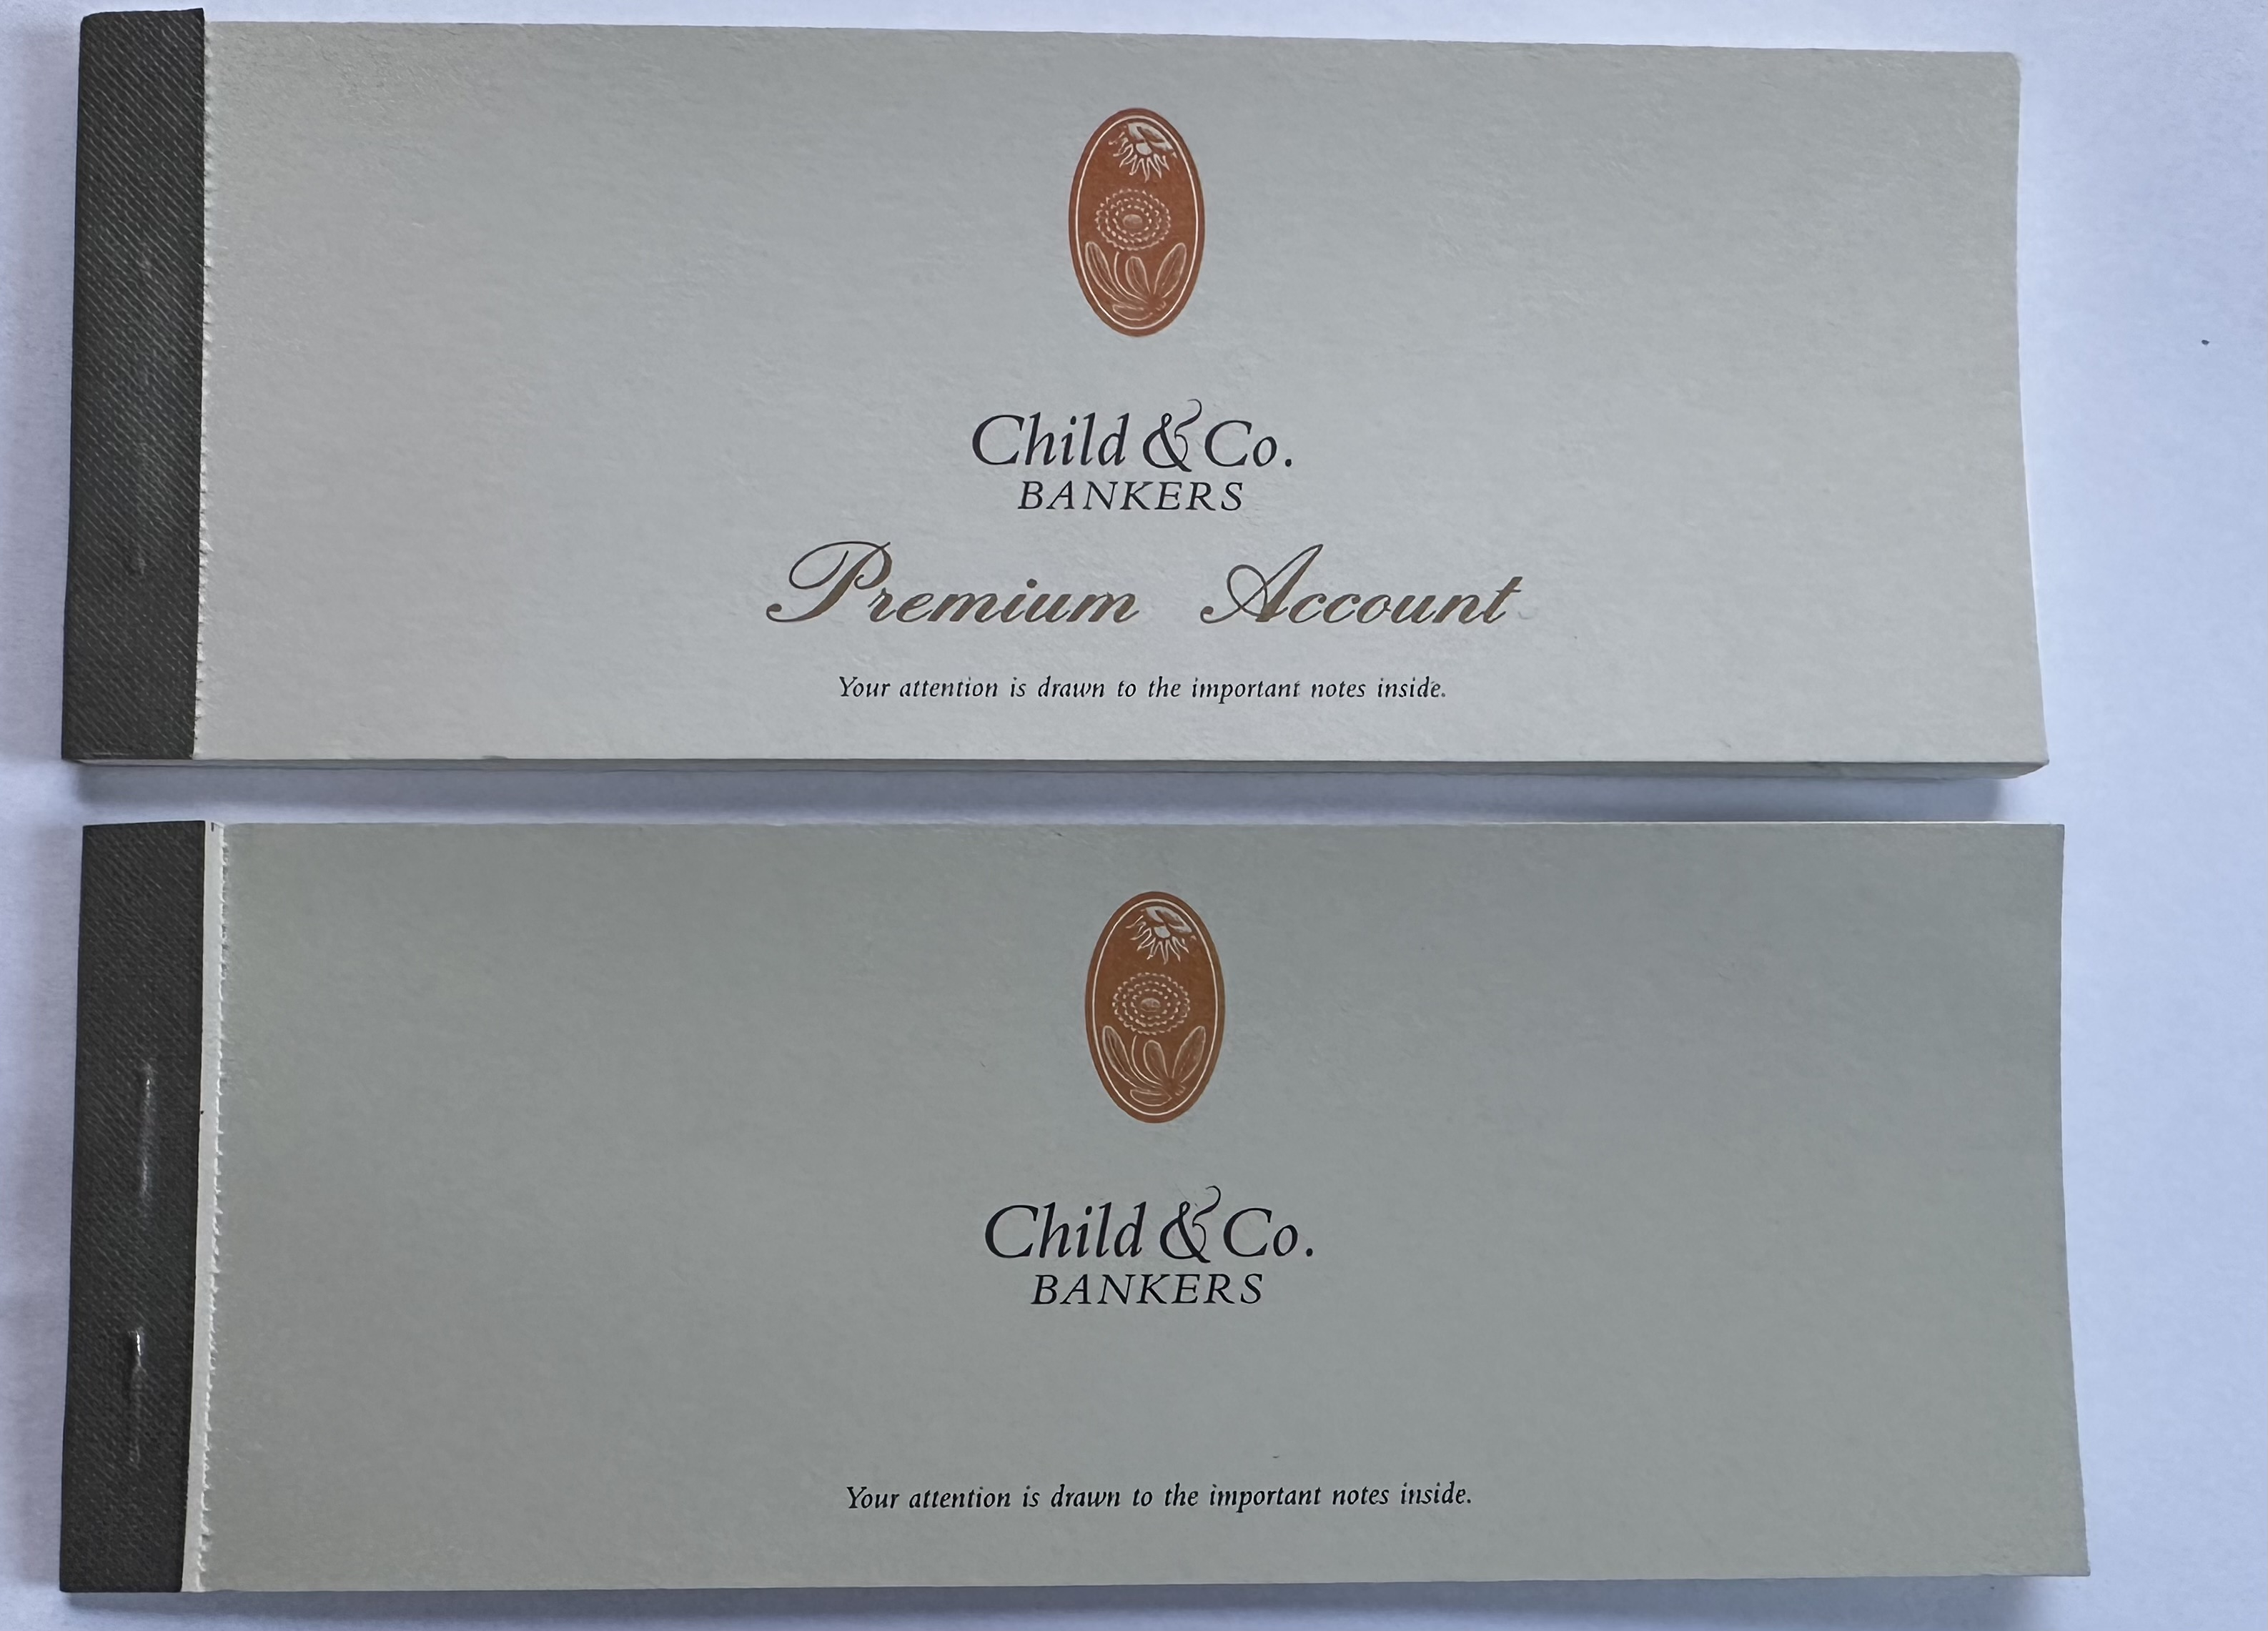 Child & Co.
BANKERS
Premium Account
Your attention is drawn to the important notes inside.
Child & Co.
BANKERS
Your attention is drawn to the important notes inside.